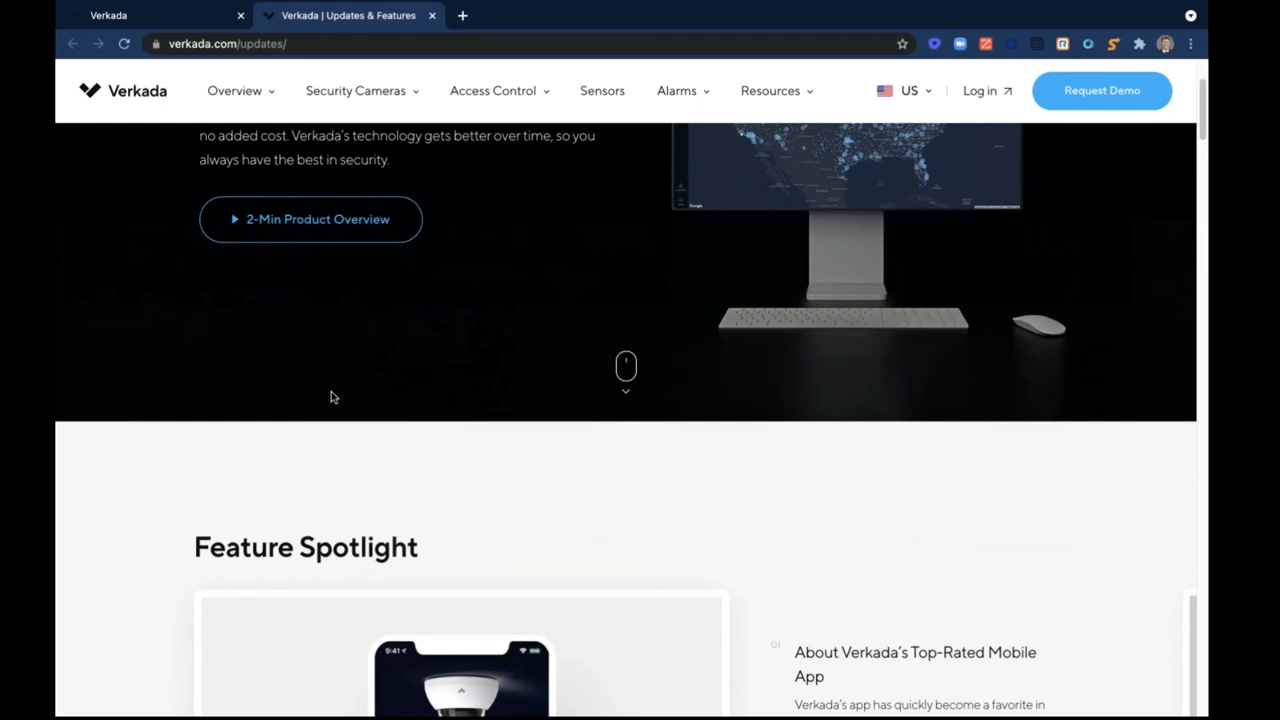 Verkada
Verkada | Updates & Features
verkada.com/updates/
Verkada
Overview
Security Cameras
Access Control
Sensors
Alarms
Resources
US
Log in
Request Demo
no added cost. Verkada's technology gets better over time, so you
always have the best in security.
2-Min Product Overview
Google
Feature Spotlight
9:41
01
About Verkada's Top-Rated Mobile
App
Verkada's app has quickly become a favorite in